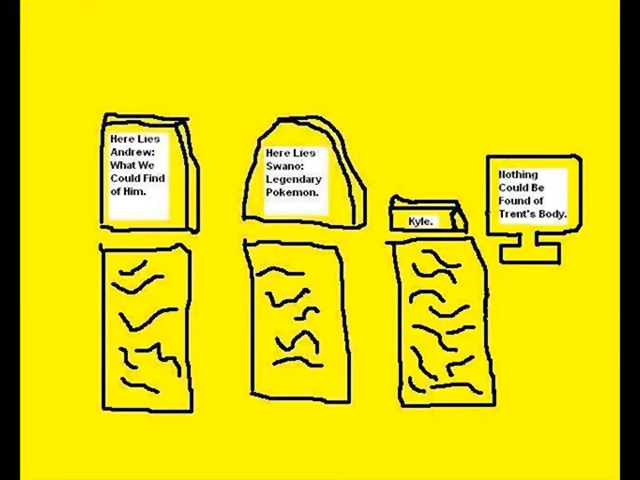 Here Lies
Andrew:
What We
Could Find
of Him.
Here Lies
Swano:
Legendary
Pokemon.
Kyle.
Nothing
Could Be
Found of
Trent's Body.